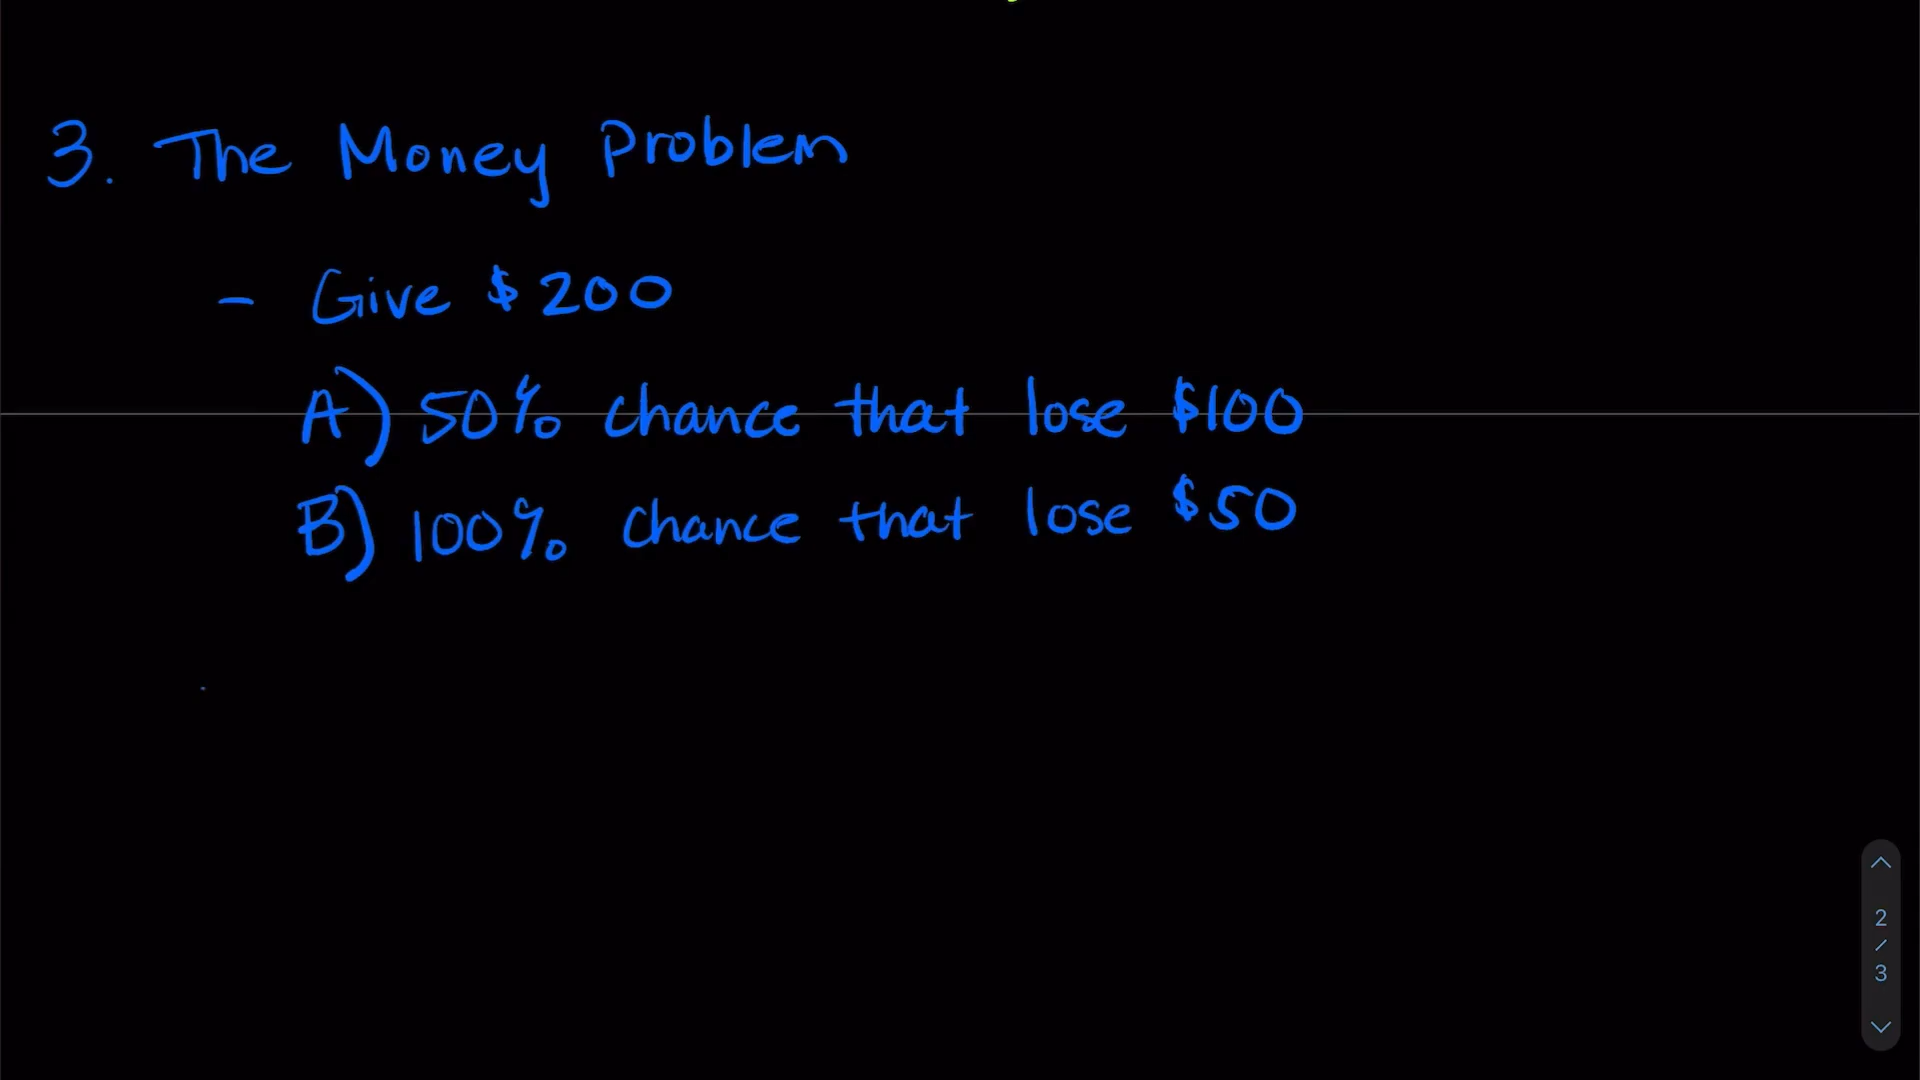 3. The Money Problem
- Give $200
A) 50% chance that lose $100
B) 100% chance that lose $50
2
/
3